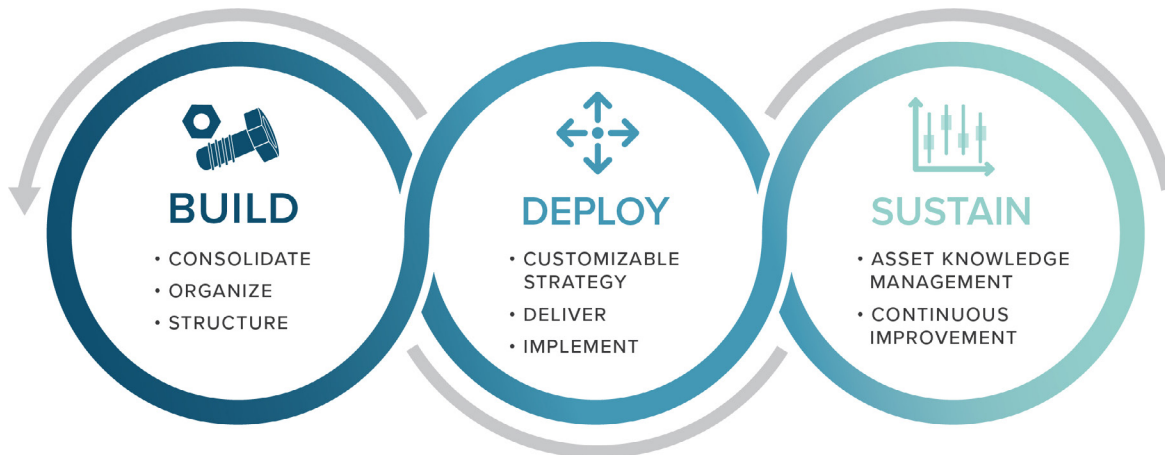 BUILD
• CONSOLIDATE
• ORGANIZE
• STRUCTURE
DEPLOY
• CUSTOMIZABLE
STRATEGY
• DELIVER
• IMPLEMENT
SUSTAIN
• ASSET KNOWLEDGE
MANAGEMENT
• CONTINUOUS
IMPROVEMENT